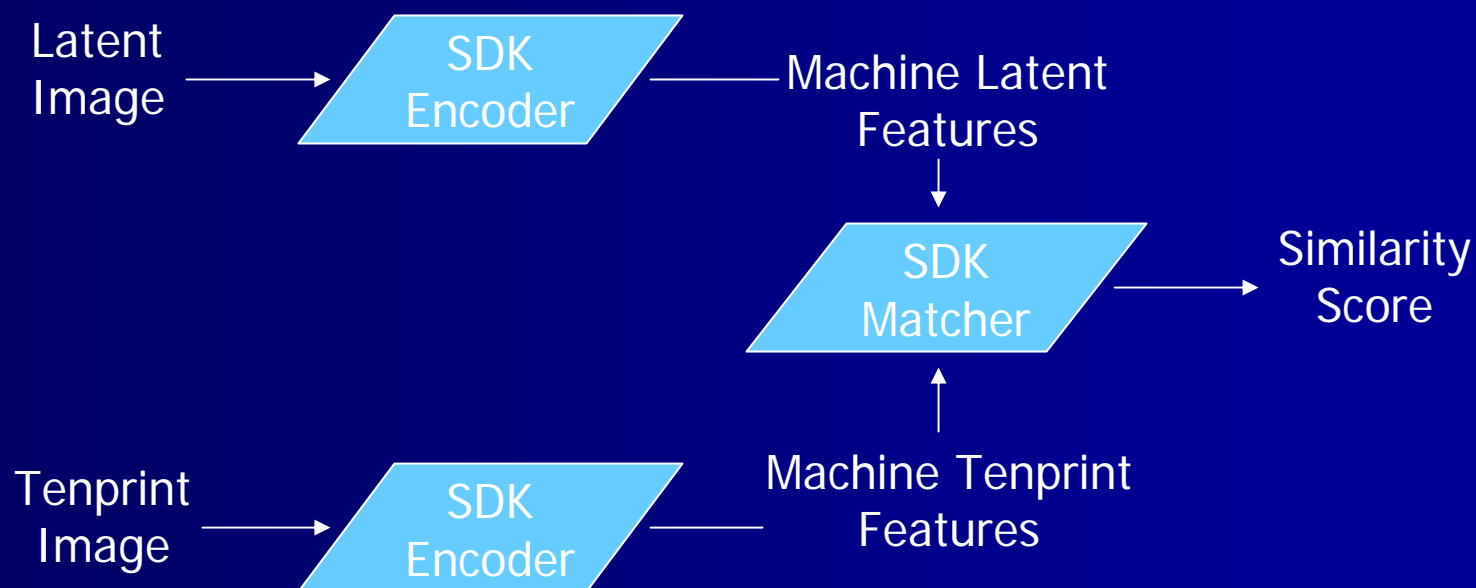 Latent
Image
SDK
Encoder
Machine Latent
Features
SDK
Matcher
Similarity
Score
Tenprint
Image
SDK
Encoder
Machine Tenprint
Features